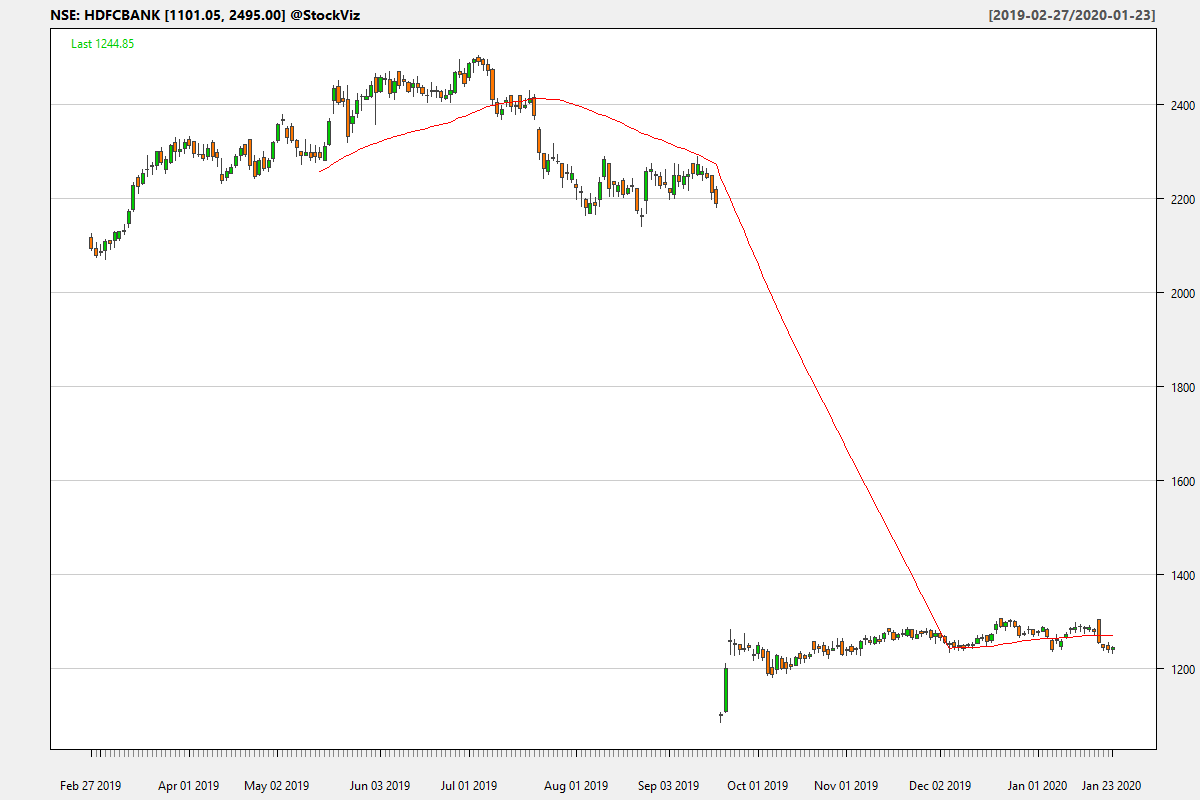 NSE: HDFCBANK [1101.05, 2495.00] @StockViz [2019-02-27/2020-01-23]
Last 1244.85
2400
2200
2000
1800
1600
1400
1200
Feb 27 2019 Apr 01 2019 May 02 2019 Jun 03 2019 Jul 01 2019 Aug 01 2019 Sep 03 2019 Oct 01 2019 Nov 01 2019 Dec 02 2019 Jan 01 2020 Jan 23 2020